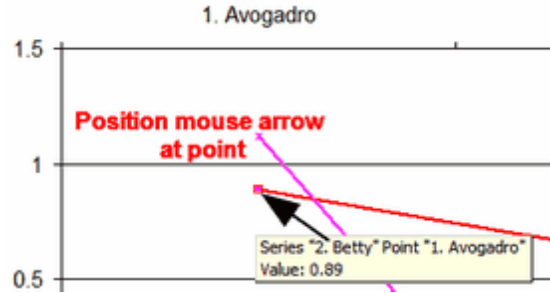 1. Avogadro
1.5
Position mouse arrow
at point
1
Series "2. Betty" Point "1. Avogadro"
Value: 0.89
0.5